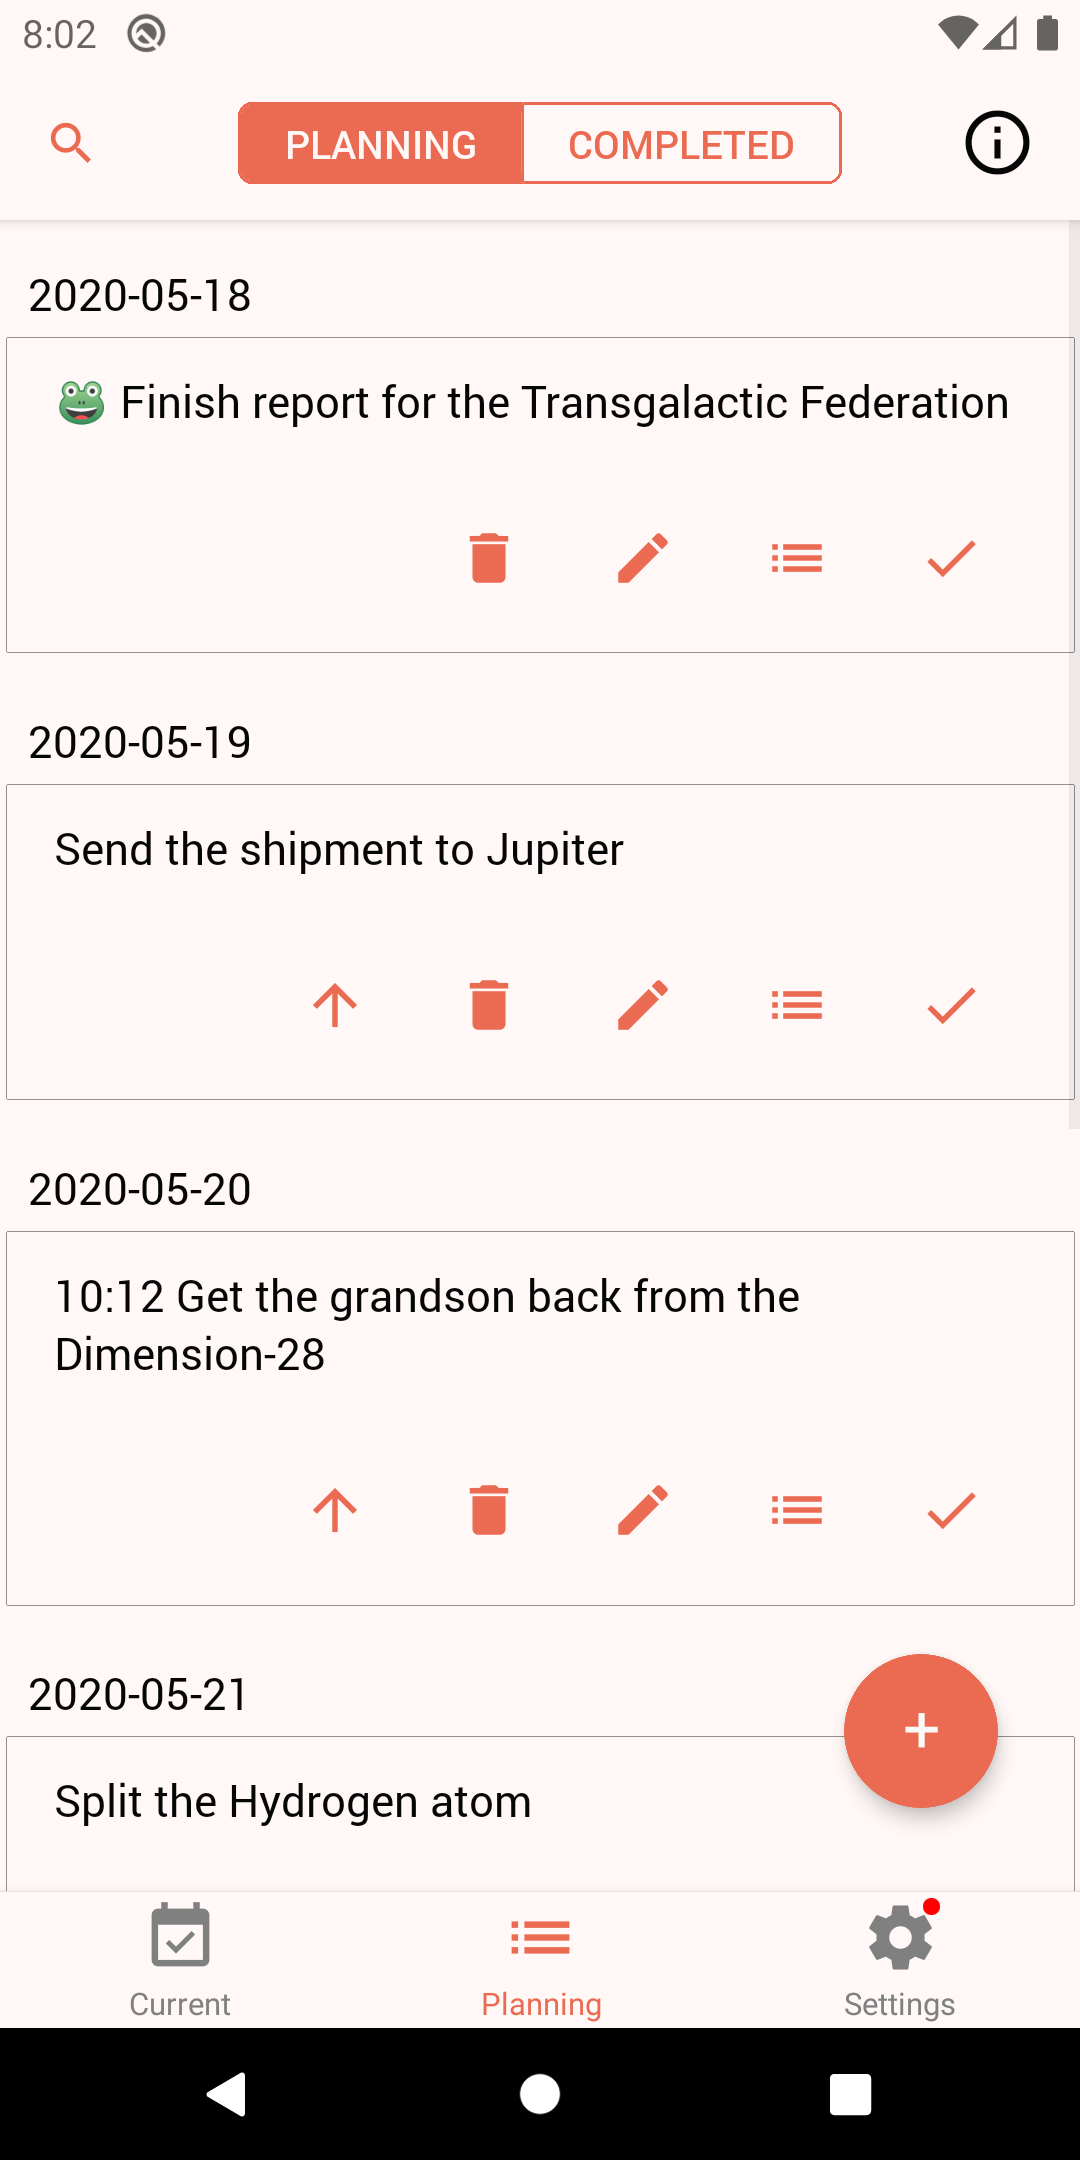 8:02
PLANNING
COMPLETED
2020-05-18
🐸 Finish report for the Transgalactic Federation
2020-05-19
Send the shipment to Jupiter
2020-05-20
10:12 Get the grandson back from the
Dimension-28
2020-05-21
Split the Hydrogen atom
Current
Planning
Settings